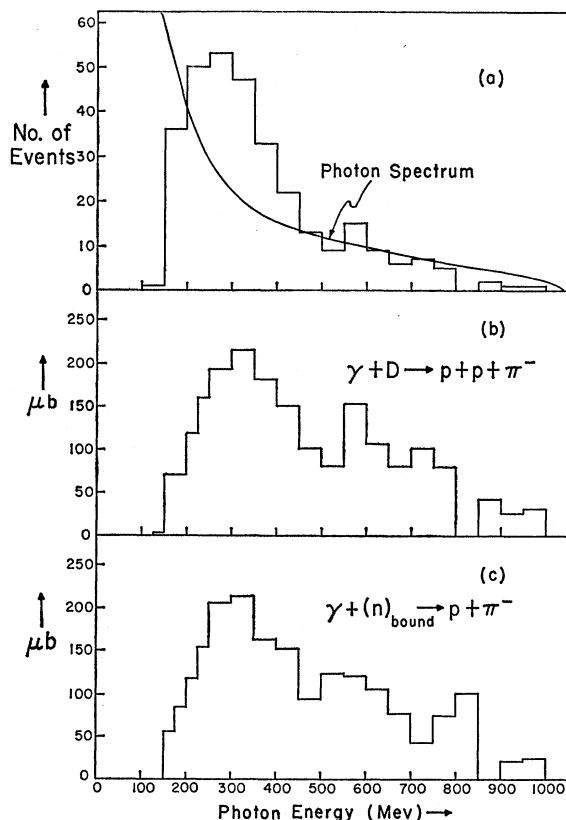 60
50
40
30
20
10
0
No. of
Events
(a)
Photon Spectrum
250
200
150
100
50
0
μb
(b)
γ+D→p+p+π⁻
250
200
150
100
50
0
μb
(c)
γ+(n)bound→p+π⁻
0 100 200 300 400 500 600 700 800 900 1000
Photon Energy (Mev)→